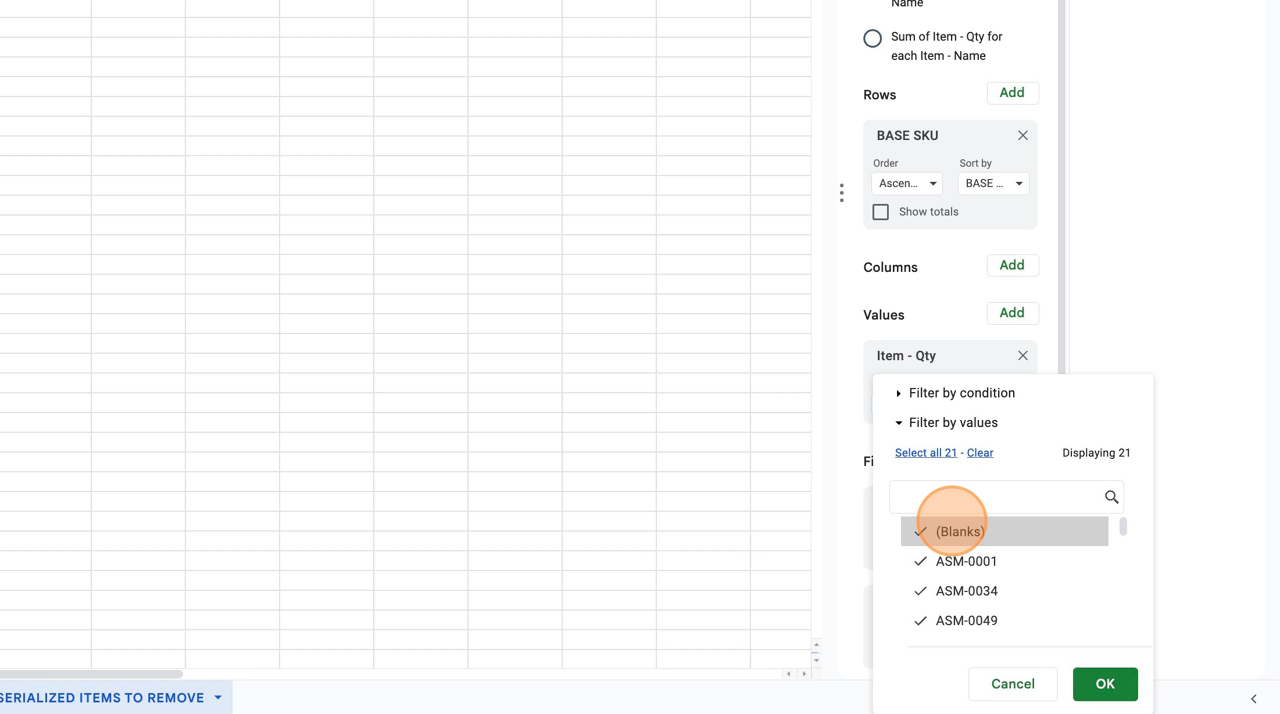 Name
Sum of Item - Qty for
each Item - Name
Rows
Add
BASE SKU
Order
Sort by
Ascen...
BASE ...
Show totals
Columns
Add
Values
Add
Item - Qty
Filter by condition
Filter by values
Select all 21 - Clear
Displaying 21
Fi
(Blanks)
ASM-0001
ASM-0034
ASM-0049
Cancel
OK
SERIALIZED ITEMS TO REMOVE